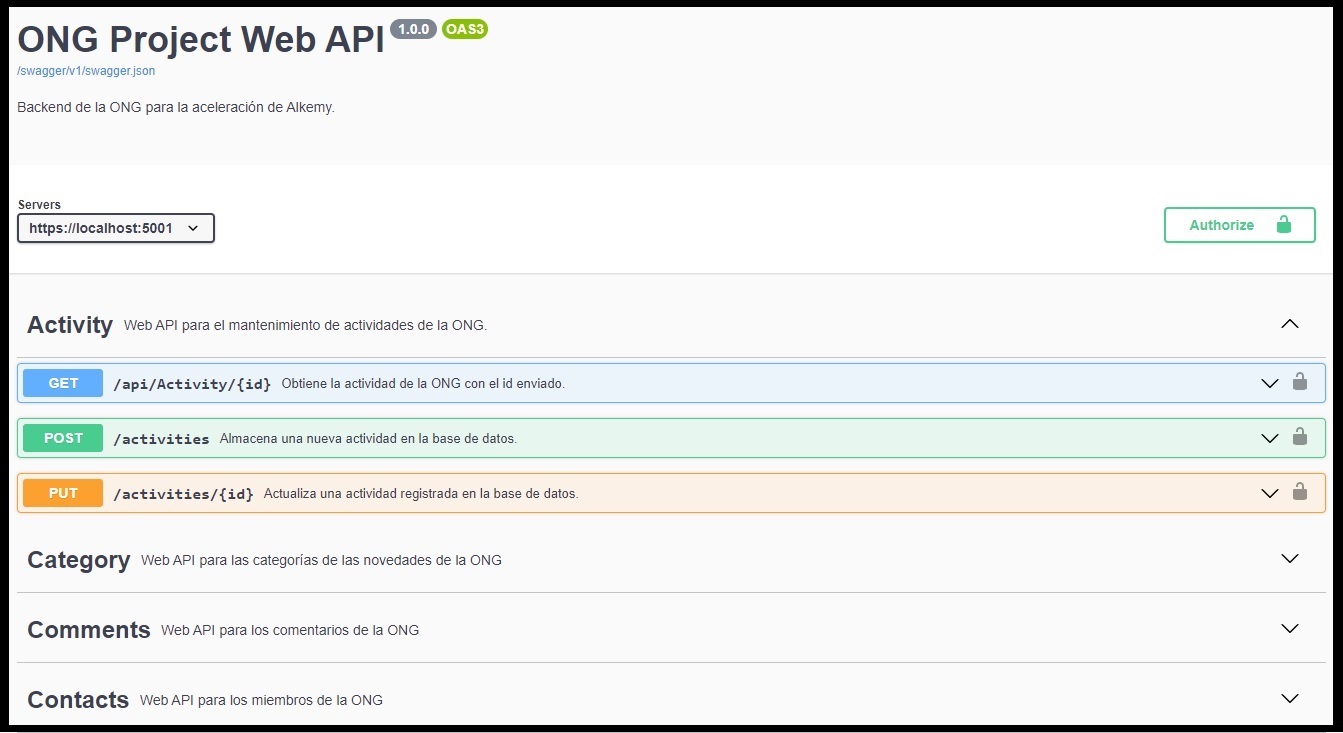 ONG Project Web API 1.0.0 OAS3
/swagger/v1/swagger.json
Backend de la ONG para la aceleración de Alkemy.
Servers
https://localhost:5001
Authorize
Activity Web API para el mantenimiento de actividades de la ONG.
GET /api/Activity/{id} Obtiene la actividad de la ONG con el id enviado.
POST /activities Almacena una nueva actividad en la base de datos.
PUT /activities/{id} Actualiza una actividad registrada en la base de datos.
Category Web API para las categorías de las novedades de la ONG
Comments Web API para los comentarios de la ONG
Contacts Web API para los miembros de la ONG